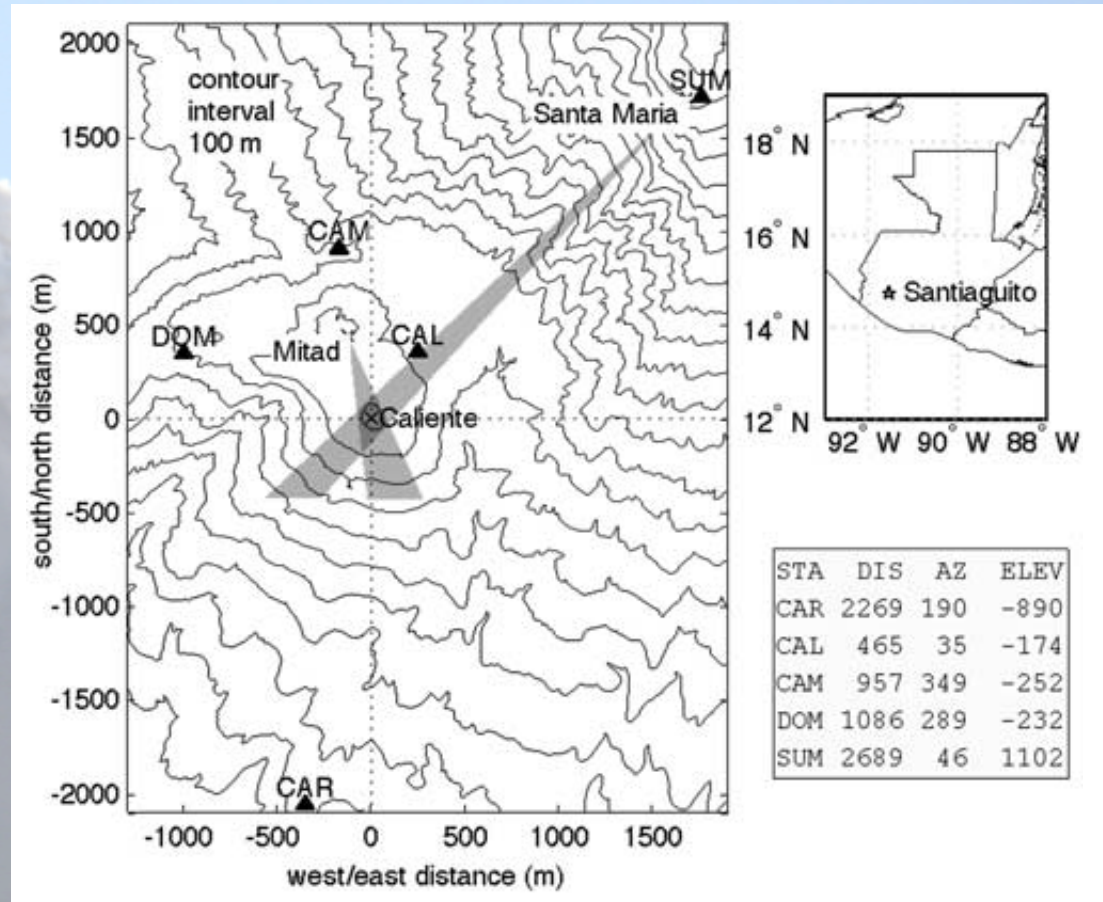 2000
1500
1000
500
0
-500
-1000
-1500
-2000
south/north distance (m)
-1000 -500 0 500 1000 1500
west/east distance (m)
contour
interval
100 m
SUM
Santa Maria
CAM
DOM
CAL
Mitad
Caliente
CAR
18° N
16° N
14° N
12° N
92° W 90° W 88° W
Santiaguito
STA DIS AZ ELEV
CAR 2269 190 -890
CAL 465 35 -174
CAM 957 349 -252
DOM 1086 289 -232
SUM 2689 46 1102